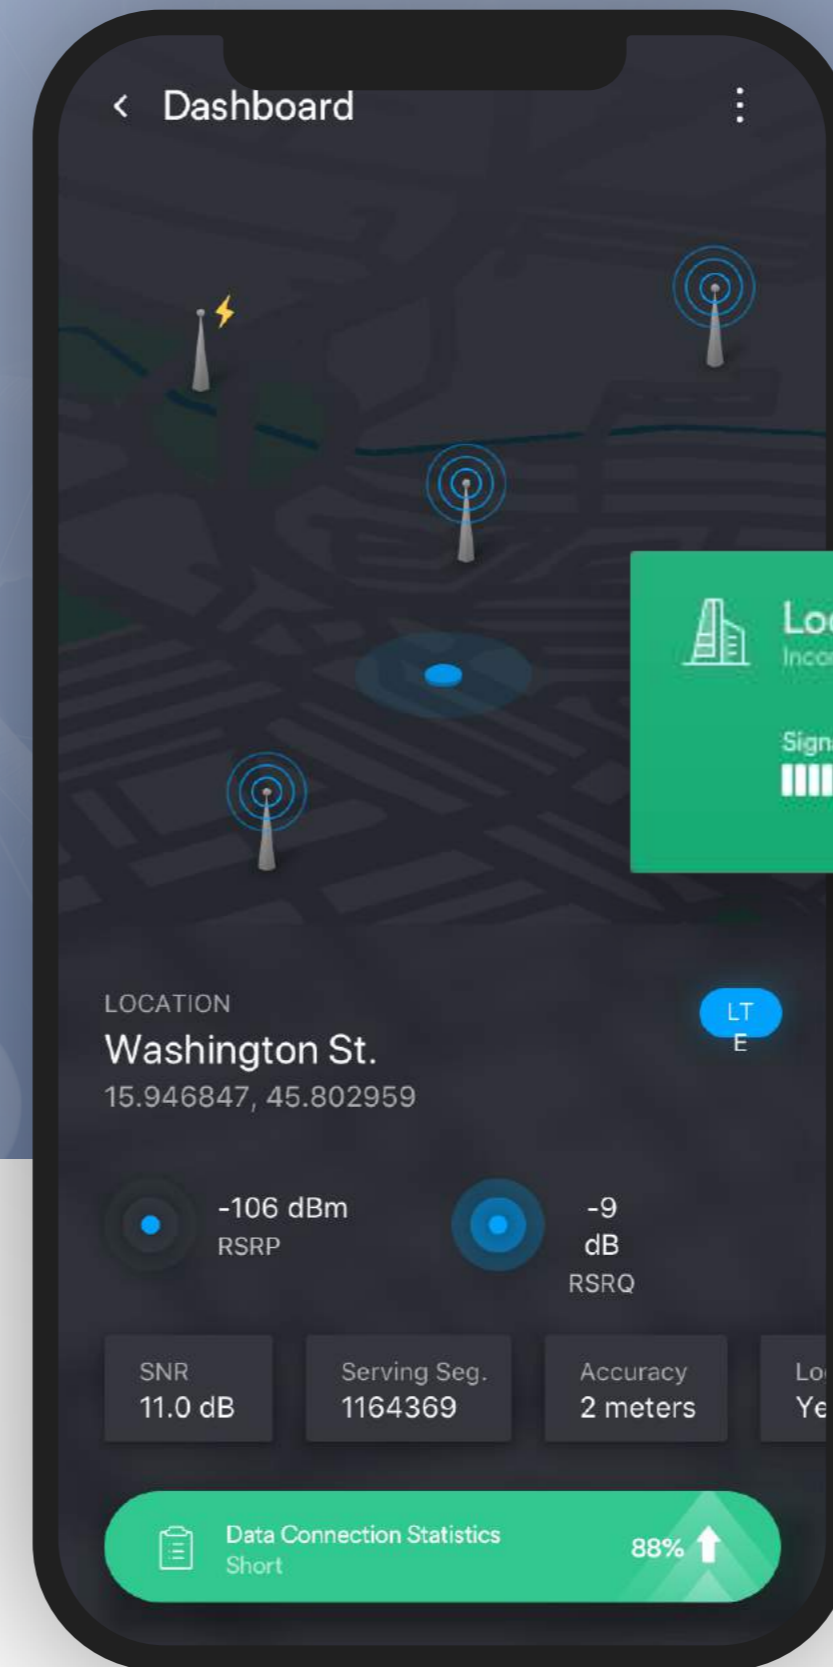 Dashboard
Signa
LOCATION
Washington St.
LT
E
15.946847, 45.802959
-106 dBm
RSRP
-9
dB
RSRQ
SNR
11.0 dB
Serving Seg.
1164369
Accuracy
2 meters
Data Connection Statistics
Short
88%